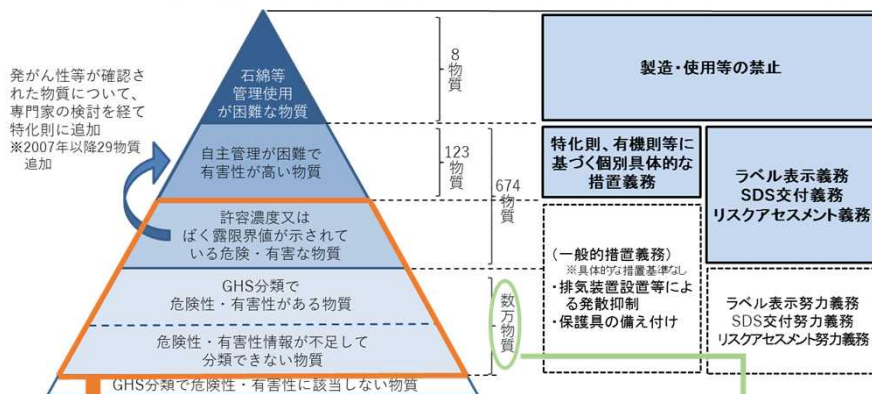 発がん性等が確認され
た物質について、
専門家の検討を経て
特化則に追加
※2007年以降29物質
追加
石綿等
管理使用
が困難な物質
自主管理が困難で
有害性が高い物質
許容濃度又は
ばく露限界値が示されて
いる危険・有害な物質
GHS分類で
危険性・有害性がある物質
危険性・有害性情報が不足して
分類できない物質
GHS分類で危険性・有害性に該当しない物質
8物質
123物質
674物質
数万物質
製造・使用等の禁止
特化則、有機則等に
基づく個別具体的な
措置義務
ラベル表示義務
SDS交付義務
リスクアセスメント義務
(一般的措置義務)
※具体的な措置基準なし
・排気装置設置等によ
る発散抑制
・保護具の備え付け
ラベル表示努力義務
SDS交付努力義務
リスクアセスメント努力義務